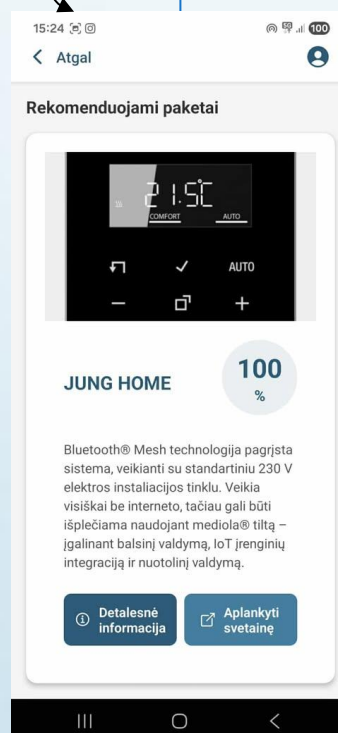 15:24
100
Atgal
Rekomenduojami paketai
21.5°C
COMFORT AUTO
AUTO
JUNG HOME
100
%
Bluetooth® Mesh technologija pagrįsta
sistema, veikianti su standartiniu 230 V
elektros instaliacijos tinklu. Veikia
visiškai be interneto, tačiau gali būti
išplečiama naudojant mediola® tiltą –
įgalinant balsinį valdymą, IoT įrenginių
integraciją ir nuotolinį valdymą.
Detalesnė
informacija
Aplankyti
svetainę